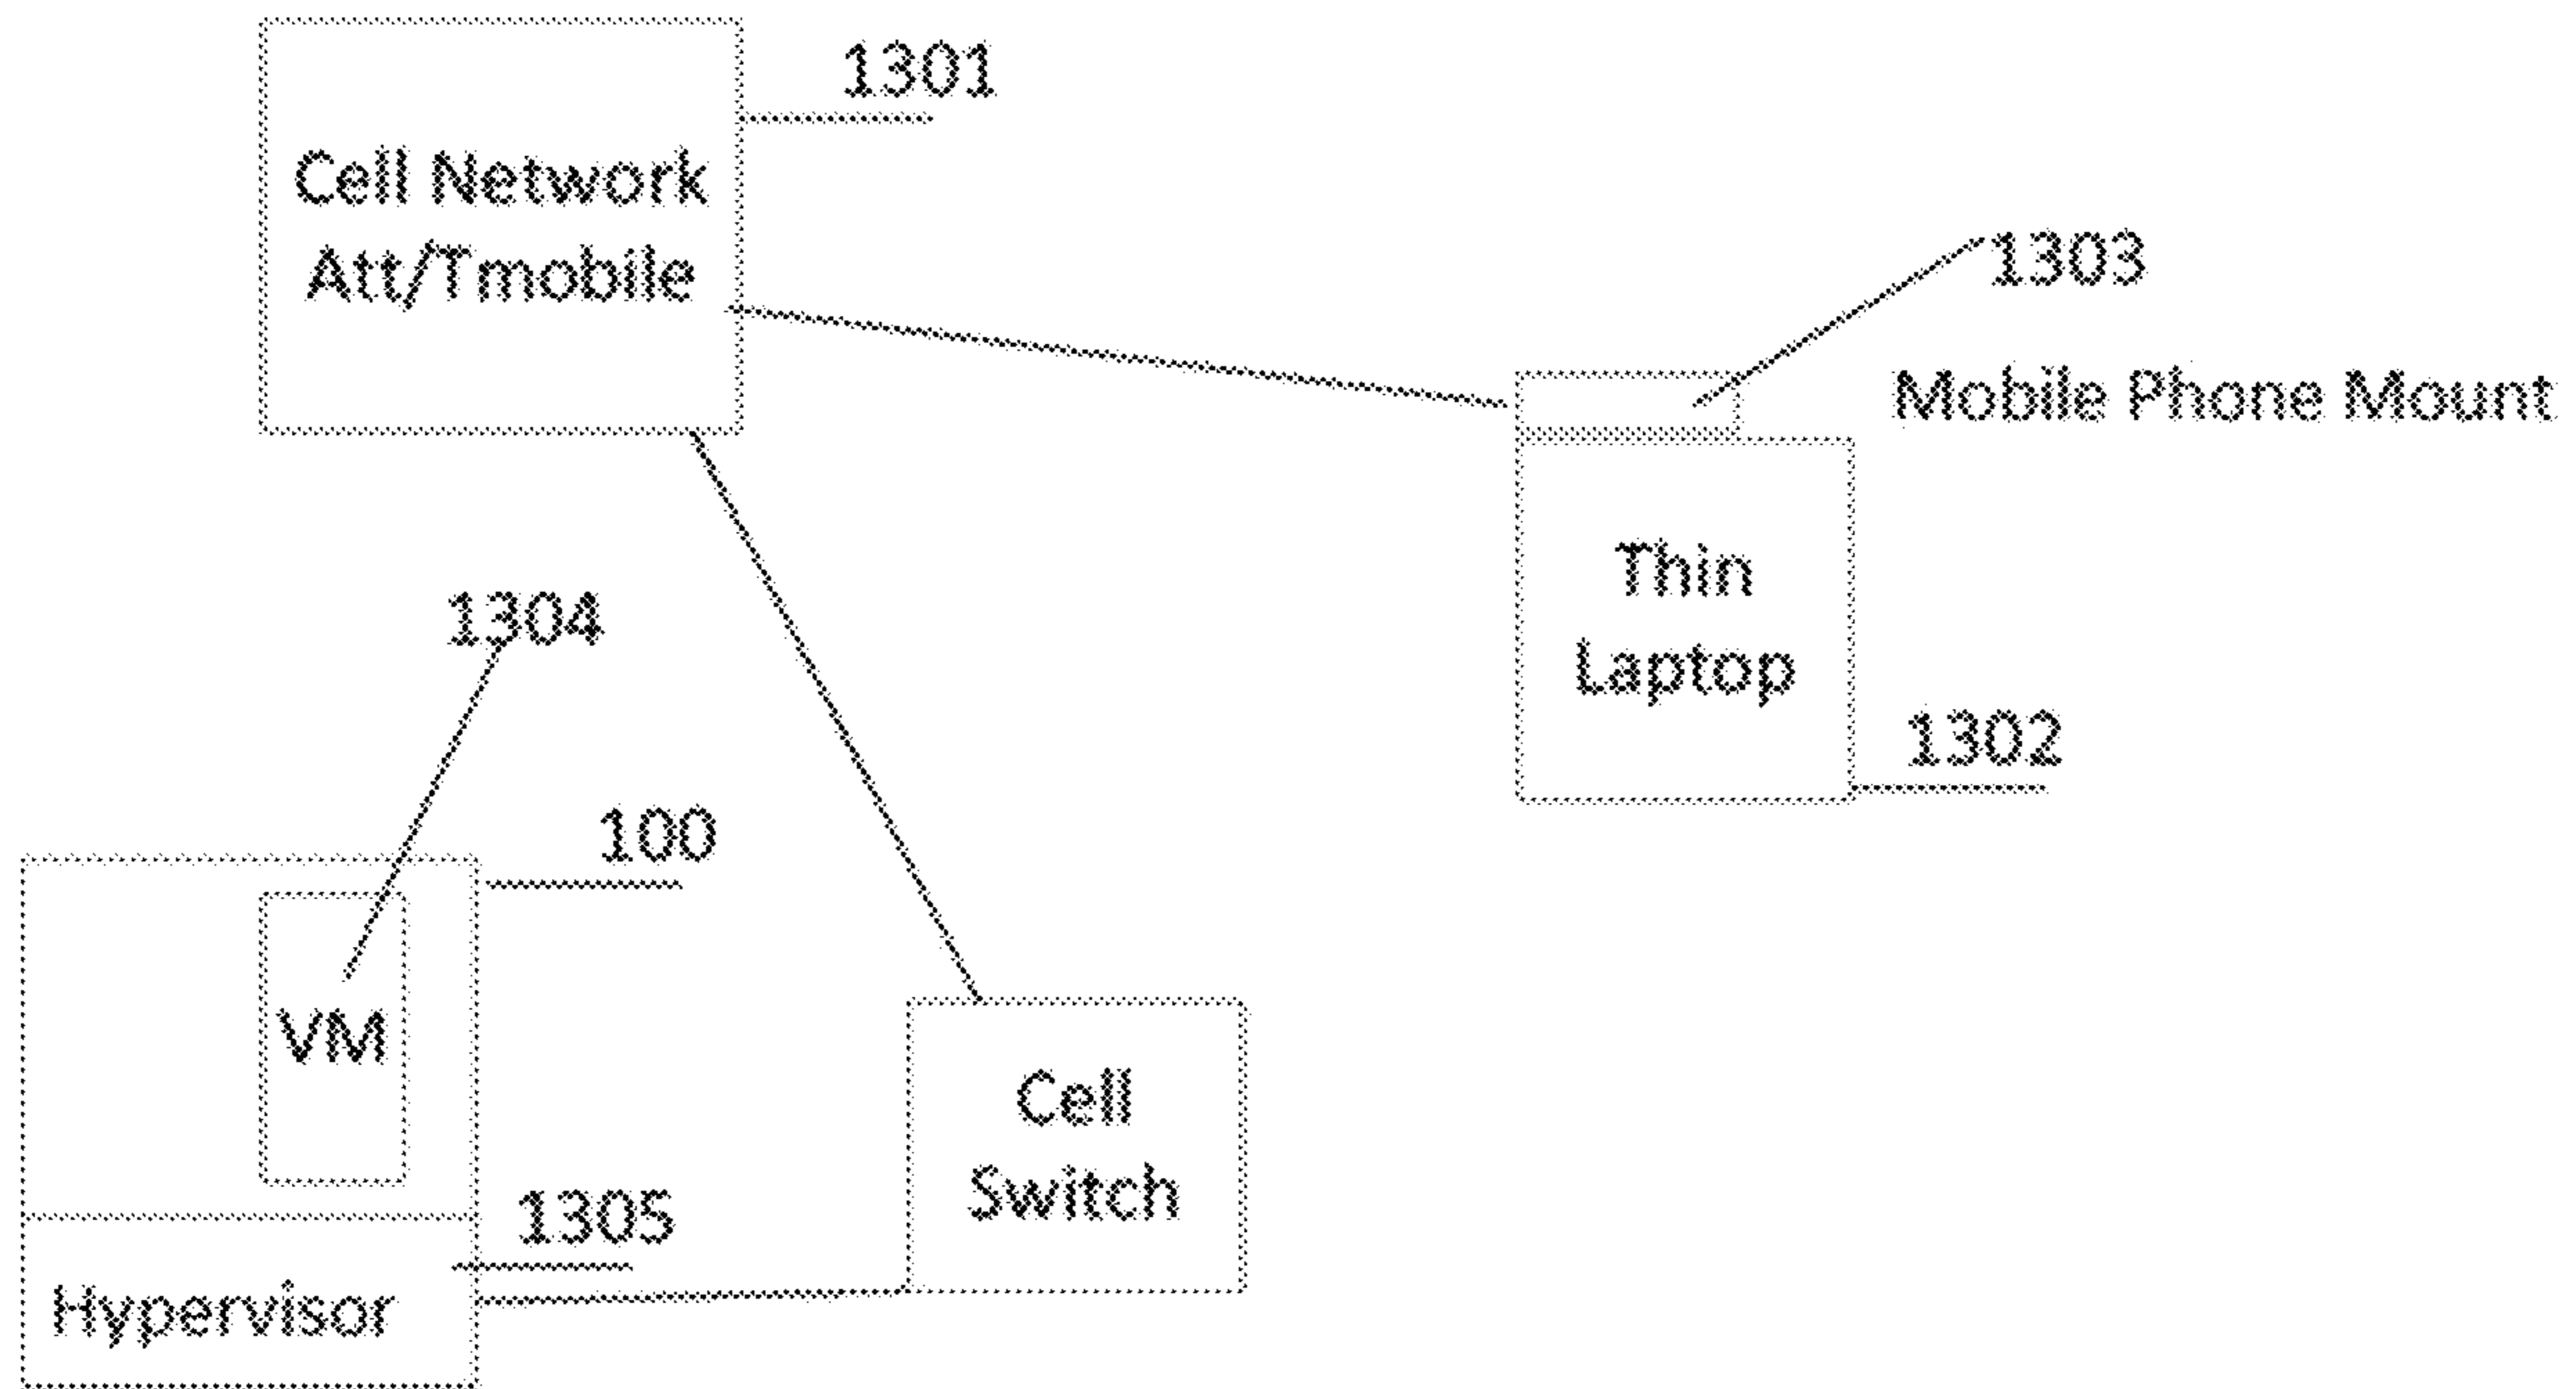 1301
Cell Network
Att/Tmobile
1303
Mobile Phone Mount
Thin
Laptop
1302
1304
100
VM
Cell
Switch
1305
Hypervisor